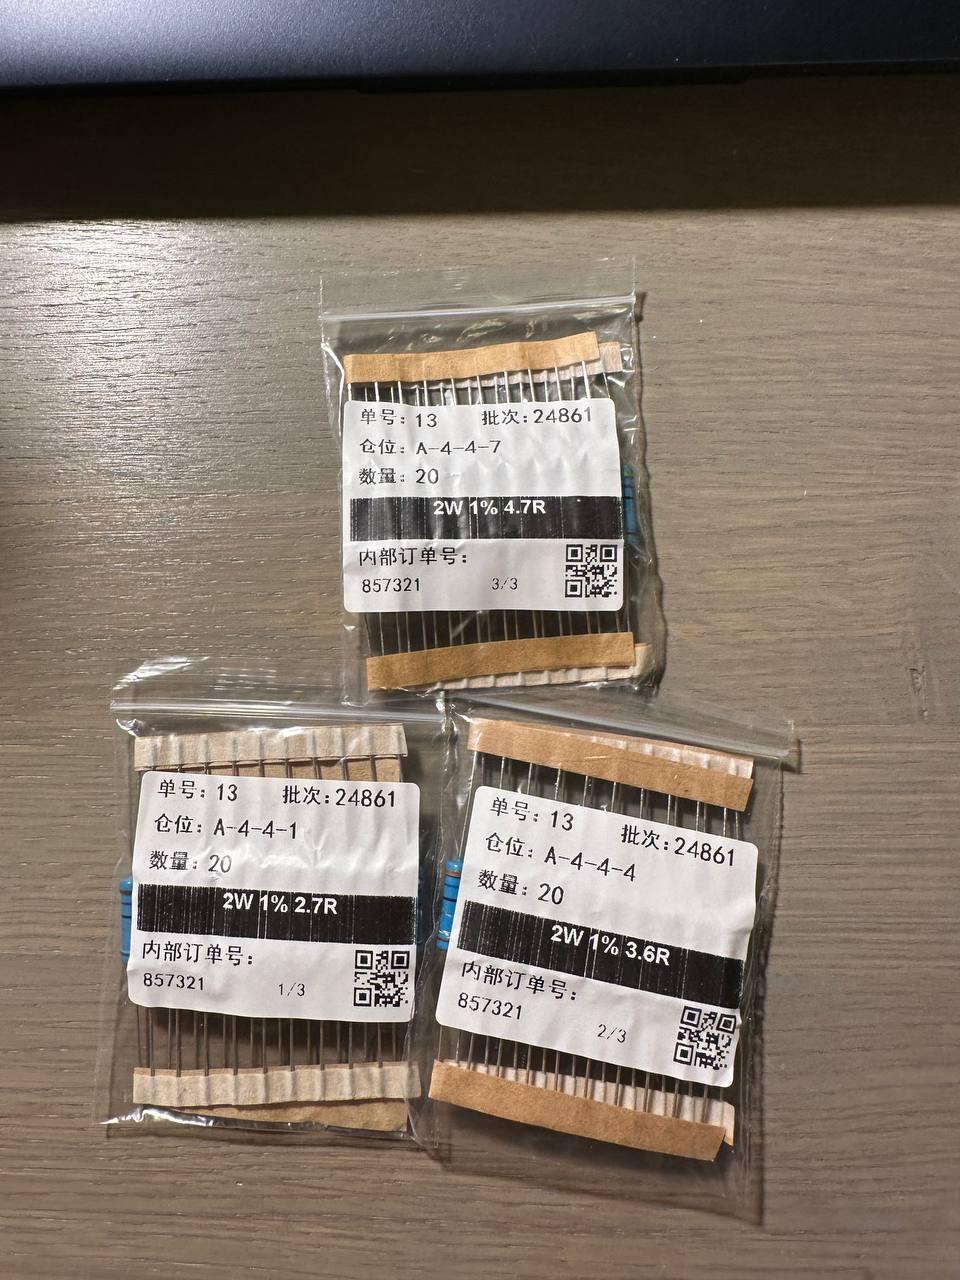 单号: 13 批次: 24861
仓位: A-4-4-7
数量: 20
2W 1% 4.7R
内部订单号:
857321 3/3
单号: 13 批次: 24861
仓位: A-4-4-1
数量: 20
2W 1% 2.7R
内部订单号:
857321 1/3
单号: 13 批次: 24861
仓位: A-4-4-4
数量: 20
2W 1% 3.6R
内部订单号:
857321 2/3